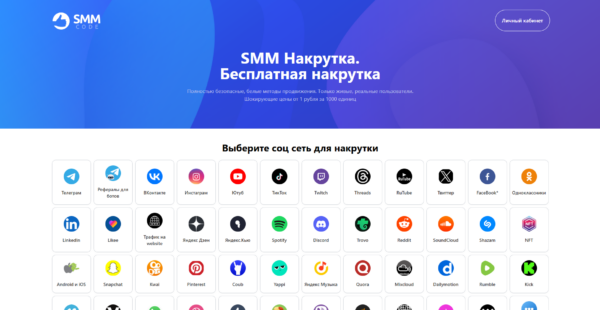 SMM
CODE
Личный кабинет
SMM Накрутка.
Бесплатная накрутка
Полностью безопасные, белые методы продвижения. Только живые, реальные пользователи.
Шокирующие цены от 1 рубля за 1000 единиц
Выберите соц сеть для накрутки
Телеграм
Рефералы для ботов
ВКонтакте
Инстаграм
Ютуб
ТикТок
Twitch
Threads
RuTube
Твиттер
FaceBook*
Одноклассники
LinkedIn
Likee
Трафик на website
Яндекс Дзен
Яндекс.Кью
Spotify
Discord
Trovo
Reddit
SoundCloud
Shazam
NFT
Android и iOS
Snapchat
Kwai
Pinterest
Coub
Yappi
Яндекс Музыка
Quora
Mixcloud
Dailymotion
Rumble
Kick